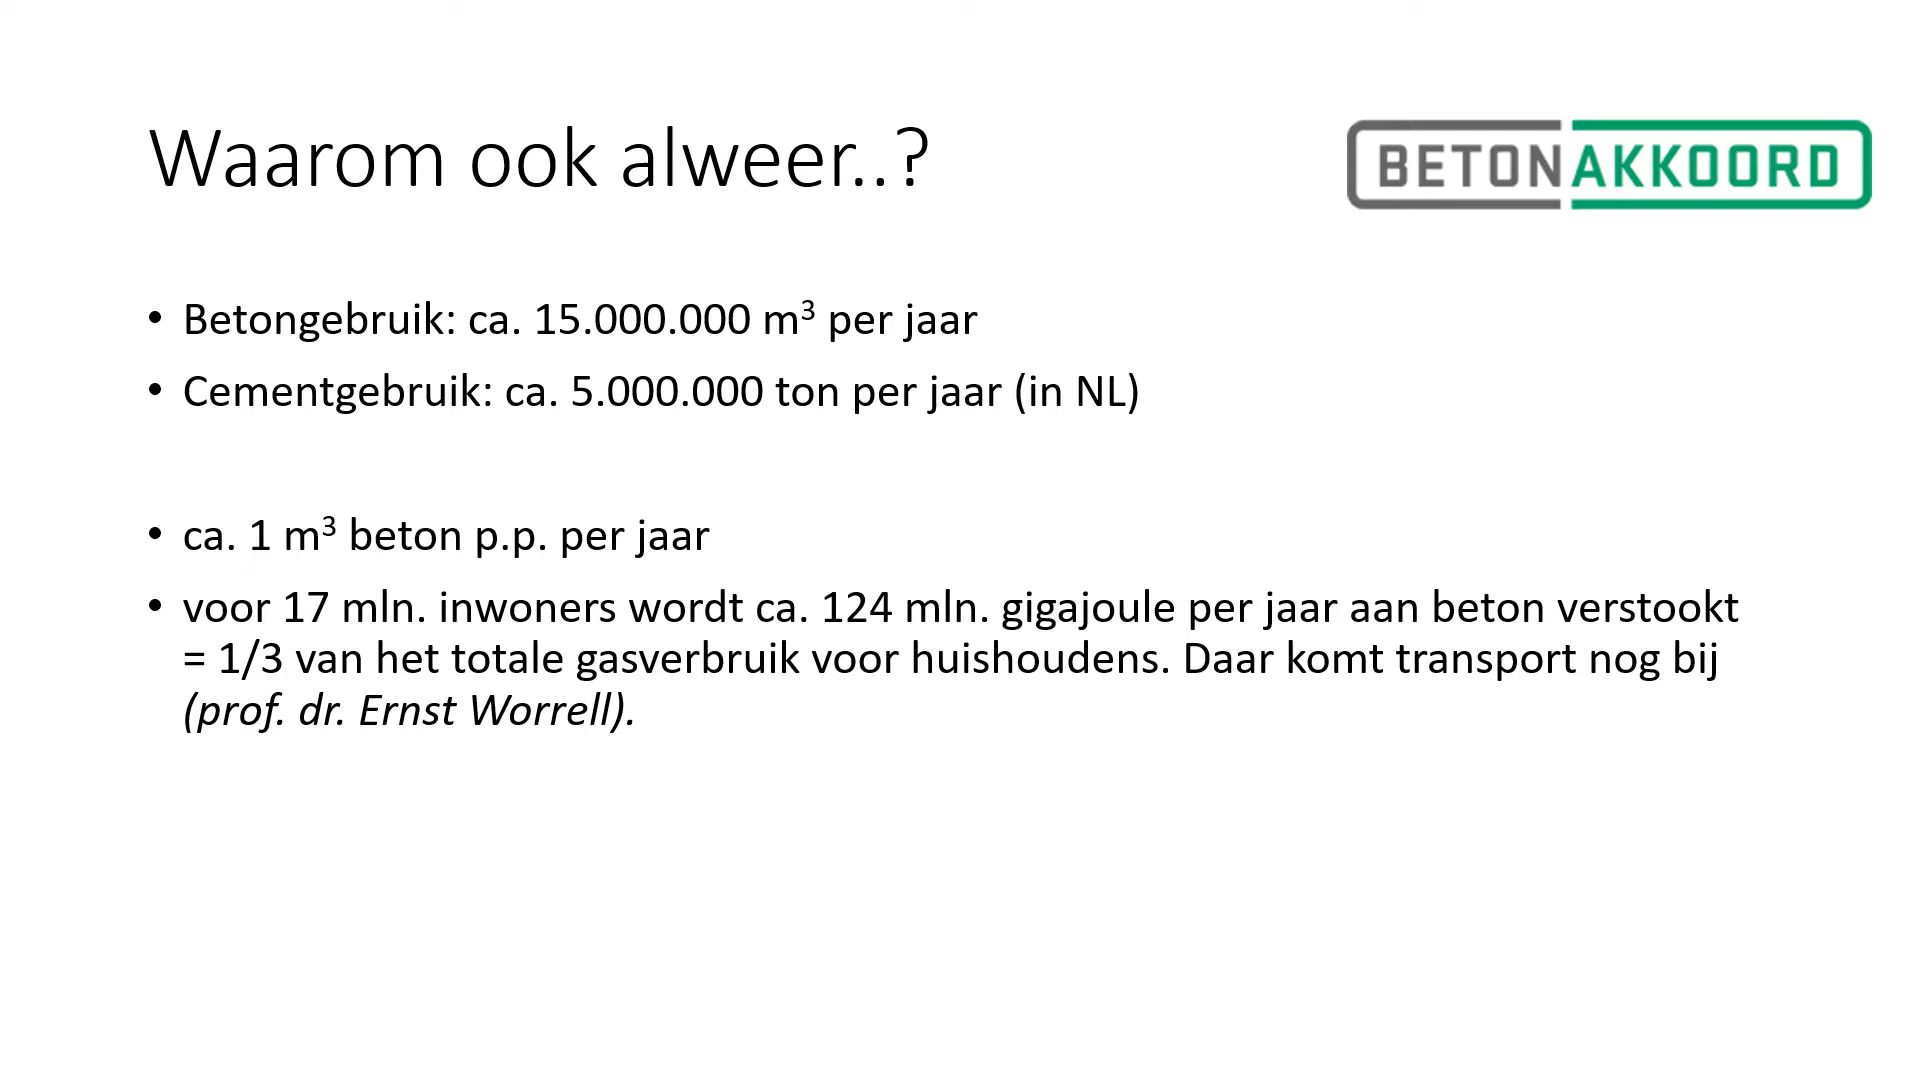 Waarom ook alweer..?
BETONAKKOORD
• Betongebruik: ca. 15.000.000 m³ per jaar
• Cementgebruik: ca. 5.000.000 ton per jaar (in NL)
• ca. 1 m³ beton p.p. per jaar
• voor 17 mln. inwoners wordt ca. 124 mln. gigajoule per jaar aan beton verstookt
= 1/3 van het totale gasverbruik voor huishoudens. Daar komt transport nog bij
(prof. dr. Ernst Worrell).